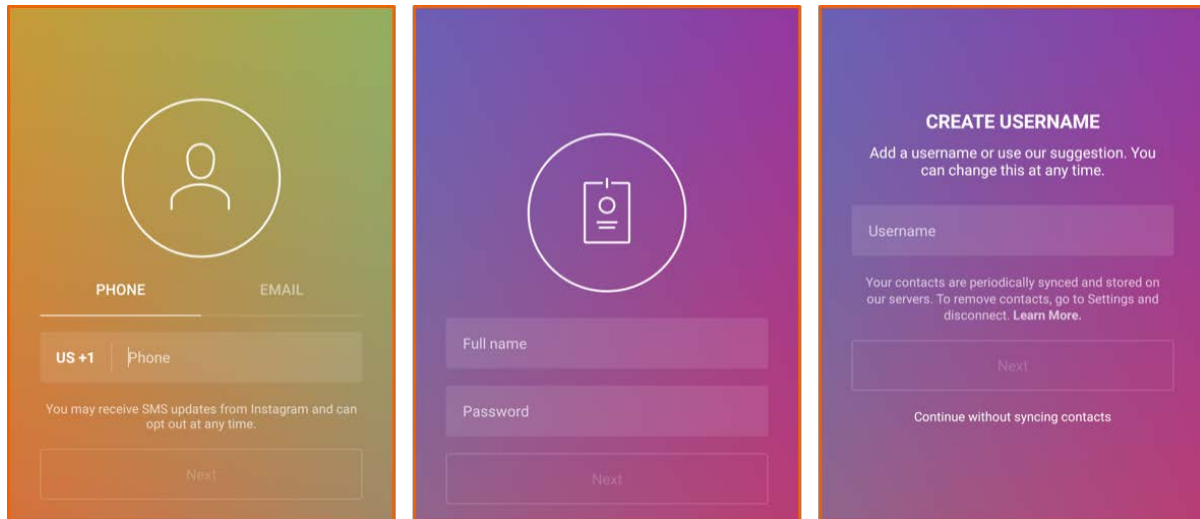 PHONE EMAIL
US +1 Phone
You may receive SMS updates from Instagram and can
opt out at any time.
Next
Full name
Password
Next
CREATE USERNAME
Add a username or use our suggestion. You
can change this at any time.
Username
Your contacts are periodically synced and stored on
our servers. To remove contacts, go to Settings and
disconnect. Learn More.
Next
Continue without syncing contacts